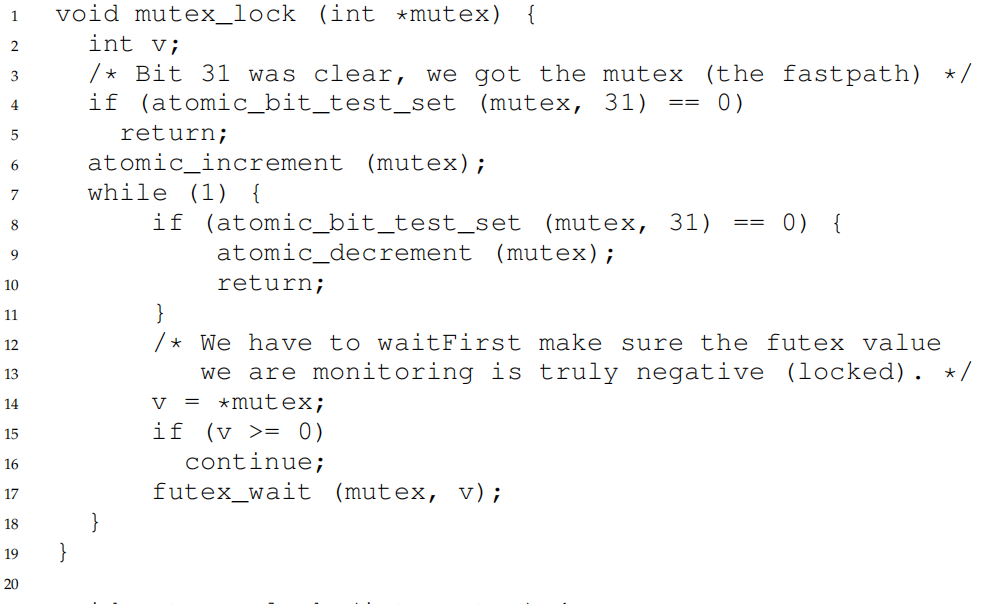 1 void mutex_lock (int *mutex) {
2 int v;
3 /* Bit 31 was clear, we got the mutex (the fastpath) */
4 if (atomic_bit_test_set (mutex, 31) == 0)
5 return;
6 atomic_increment (mutex);
7 while (1) {
8 if (atomic_bit_test_set (mutex, 31) == 0) {
9 atomic_decrement (mutex);
10 return;
11 }
12 /* We have to waitFirst make sure the futex value
13 we are monitoring is truly negative (locked). */
14 v = *mutex;
15 if (v >= 0)
16 continue;
17 futex_wait (mutex, v);
18 }
19 }
20